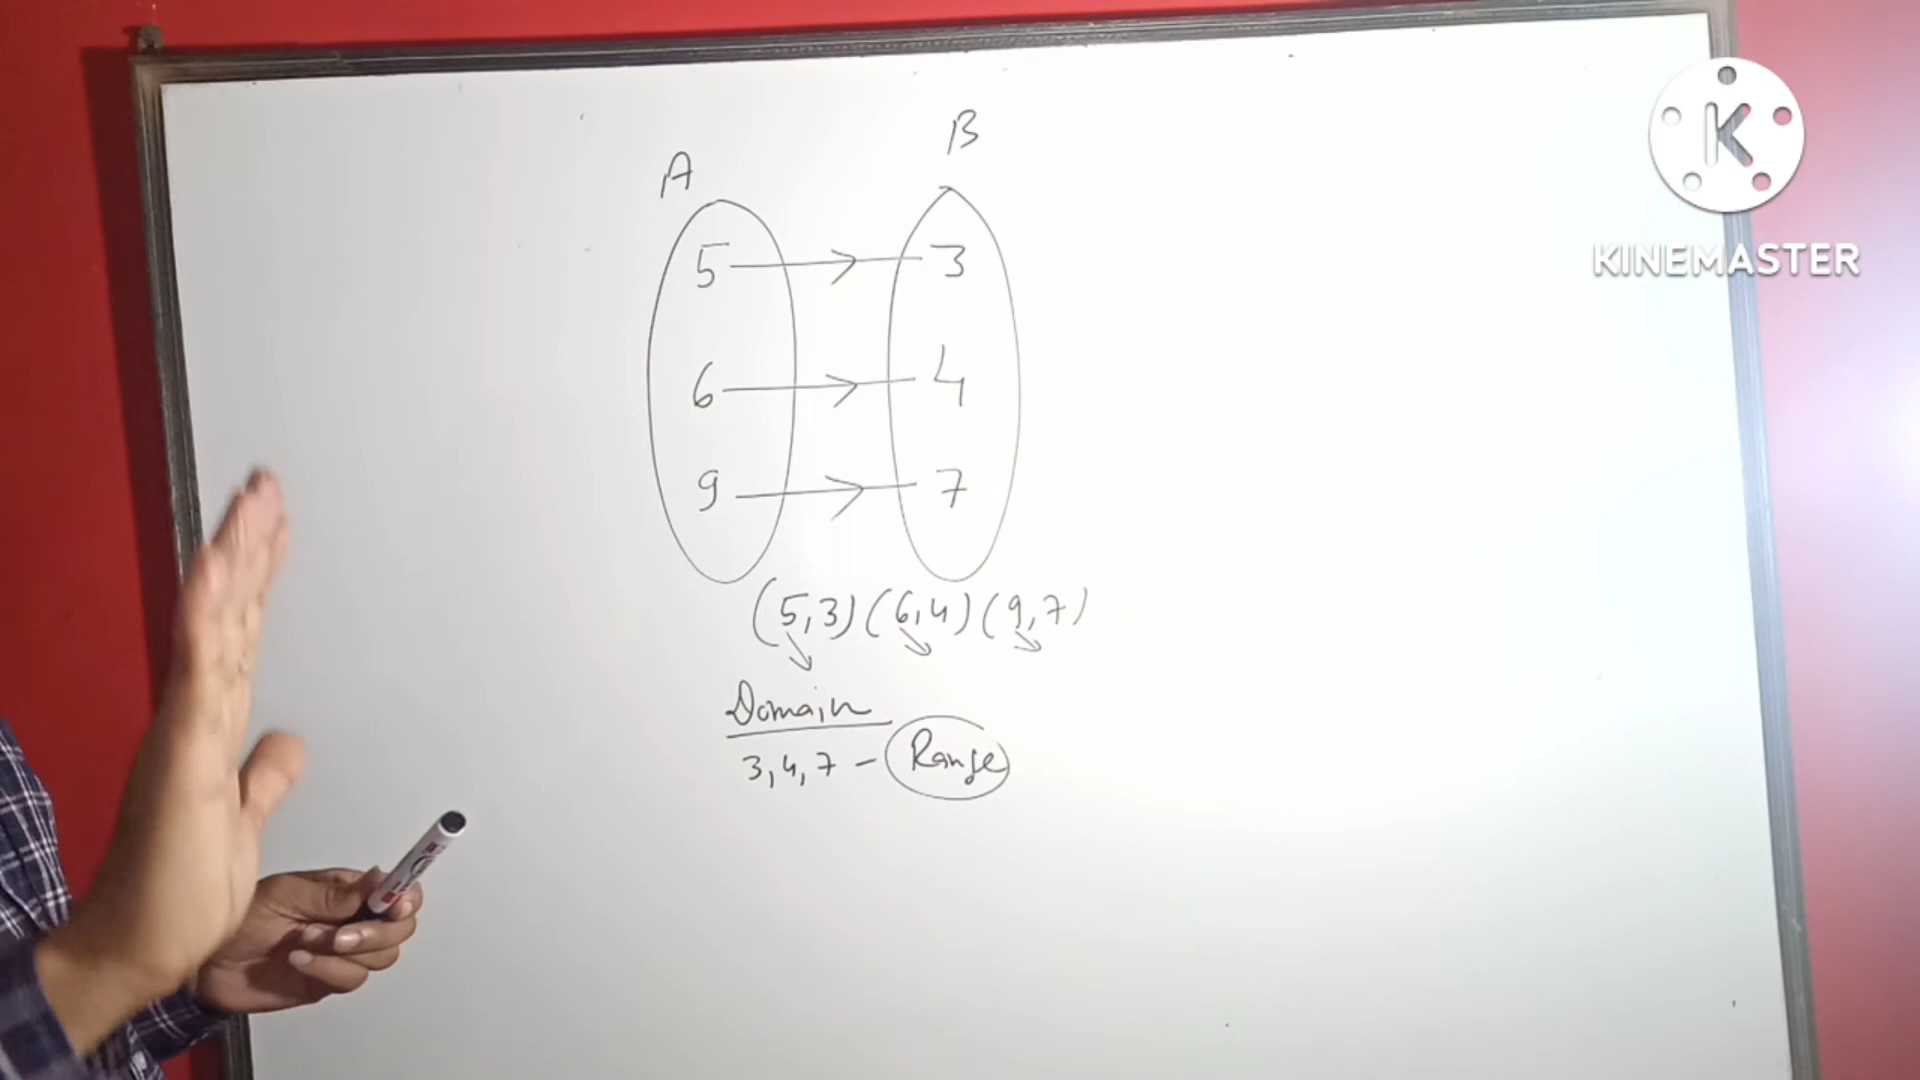 A B
5 3
6 4
9 7
(5,3) (6,4) (9,7)
Domain
3,4,7 - Range
K
KINEMASTER